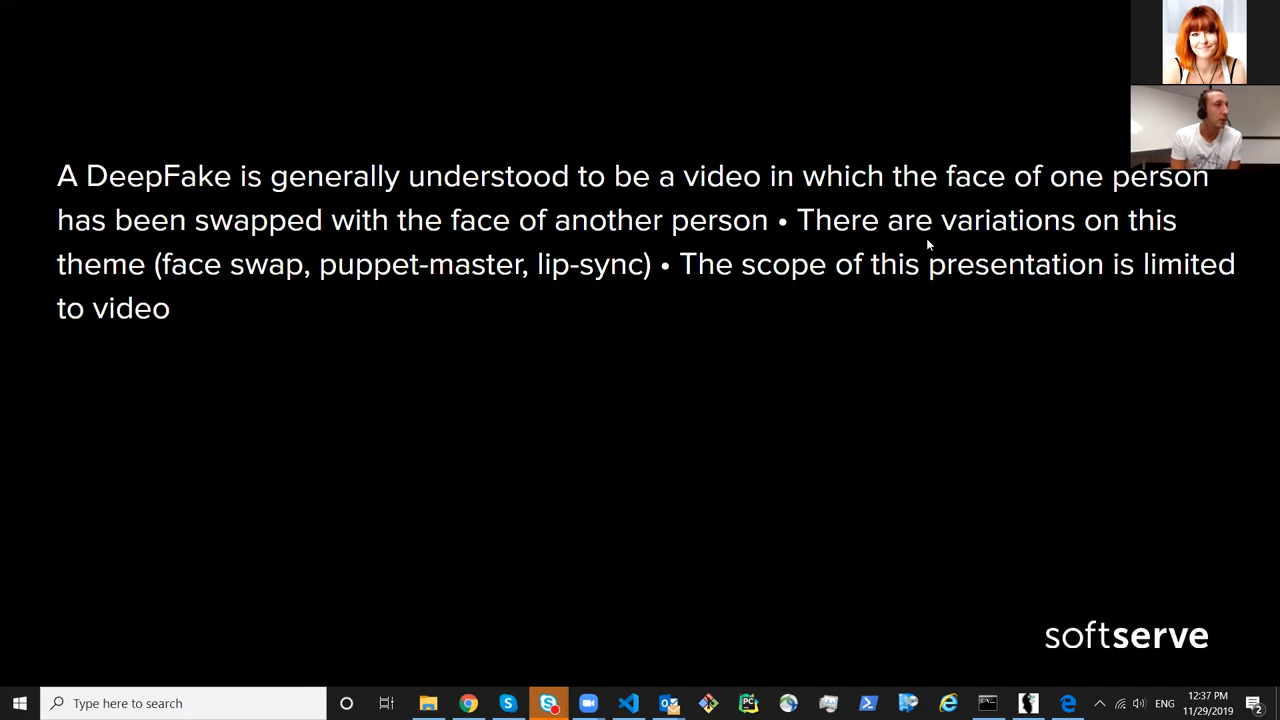 A DeepFake is generally understood to be a video in which the face of one person
has been swapped with the face of another person • There are variations on this
theme (face swap, puppet-master, lip-sync) • The scope of this presentation is limited
to video
softserve
Type here to search
ENG
12:37 PM
11/29/2019
2